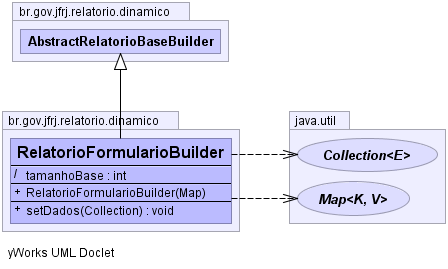 br.gov.jfrj.relatorio.dinamico
AbstractRelatorioBaseBuilder
br.gov.jfrj.relatorio.dinamico
RelatorioFormularioBuilder
/ tamanhoBase : int
+ RelatorioFormularioBuilder(Map)
+ setDados(Collection) : void
java.util
Collection<E>
Map<K, V>
yWorks UML Doclet